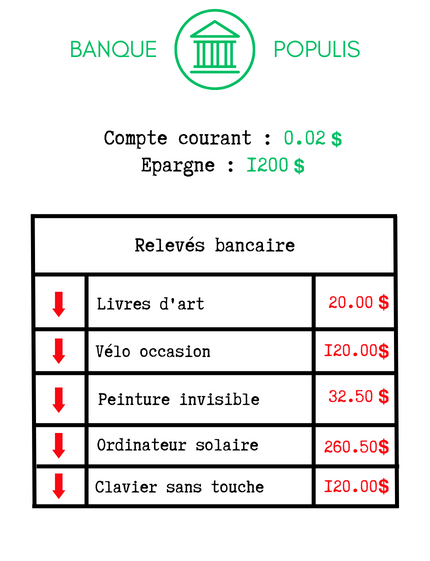 BANQUE POPULIS
Compte courant : 0.02 $
Epargne : I200 $
Relevés bancaire
Livres d'art 20.00 $
Vélo occasion I20.00$
Peinture invisible 32.50 $
Ordinateur solaire 260.50$
Clavier sans touche I20.00$